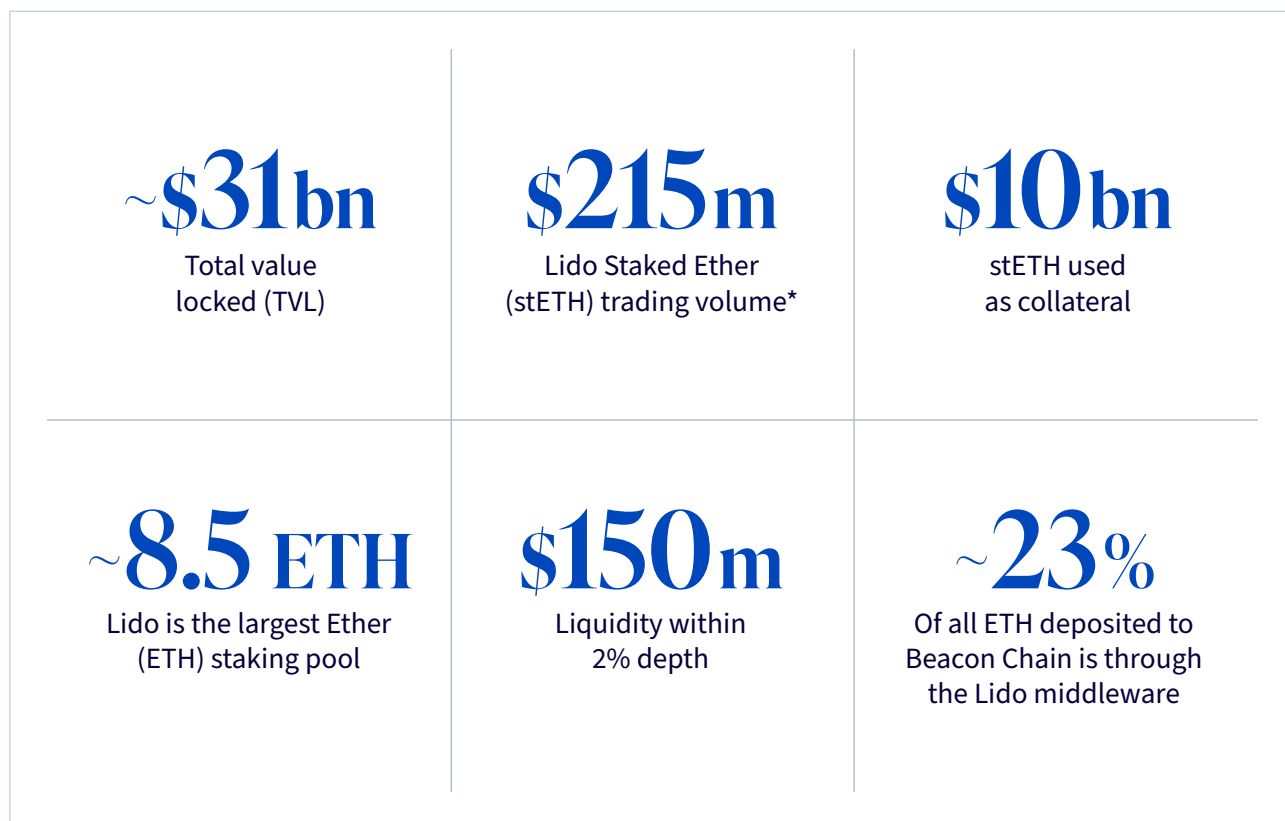 ~$31bn
Total value
locked (TVL)
$215m
Lido Staked Ether
(stETH) trading volume*
$10bn
stETH used
as collateral
~8.5 ETH
Lido is the largest Ether
(ETH) staking pool
$150m
Liquidity within
2% depth
~23%
Of all ETH deposited to
Beacon Chain is through
the Lido middleware